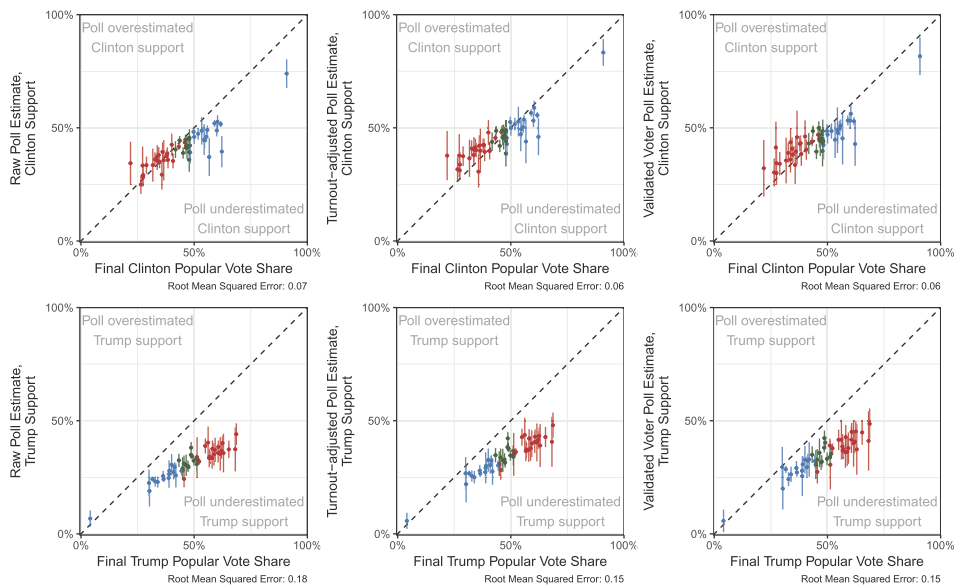 Raw Poll Estimate,
Clinton Support
100%
50%
0%
Poll overestimated
Clinton support
Poll underestimated
Clinton support
0%
50%
100%
Final Clinton Popular Vote Share
Root Mean Squared Error: 0.07
Turnout−adjusted Poll Estimate,
Clinton Support
100%
50%
0%
Poll overestimated
Clinton support
Poll underestimated
Clinton support
0%
50%
100%
Final Clinton Popular Vote Share
Root Mean Squared Error: 0.06
Validated Voter Poll Estimate,
Clinton Support
100%
50%
0%
Poll overestimated
Clinton support
Poll underestimated
Clinton support
0%
50%
100%
Final Clinton Popular Vote Share
Root Mean Squared Error: 0.06
Raw Poll Estimate,
Trump Support
100%
50%
0%
Poll overestimated
Trump support
Poll underestimated
Trump support
0%
50%
100%
Final Trump Popular Vote Share
Root Mean Squared Error: 0.18
Turnout−adjusted Poll Estimate,
Trump Support
100%
50%
0%
Poll overestimated
Trump support
Poll underestimated
Trump support
0%
50%
100%
Final Trump Popular Vote Share
Root Mean Squared Error: 0.15
Validated Voter Poll Estimate,
Trump Support
100%
50%
0%
Poll overestimated
Trump support
Poll underestimated
Trump support
0%
50%
100%
Final Trump Popular Vote Share
Root Mean Squared Error: 0.15